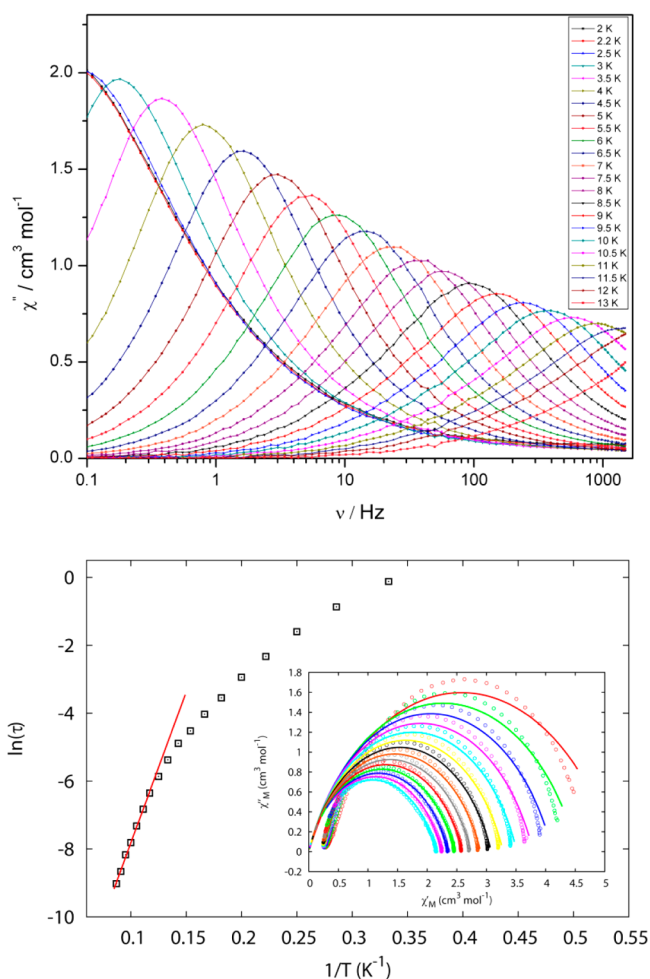 2 K
2.2 K
2.5 K
3 K
3.5 K
4 K
4.5 K
5 K
5.5 K
6 K
6.5 K
7 K
7.5 K
8 K
8.5 K
9 K
9.5 K
10 K
10.5 K
11 K
11.5 K
12 K
13 K
2.0
1.5
1.0
0.5
0.0
χ" / cm³ mol⁻¹
0.1 1 10 100 1000
ν / Hz
0
-2
-4
-6
-8
-10
ln(τ)
1.8
1.6
1.4
1.2
1
0.8
0.6
0.4
0.2
0
-0.2
χ"M (cm³ mol⁻¹)
0 0.5 1 1.5 2 2.5 3 3.5 4 4.5 5
χ'M (cm³ mol⁻¹)
0.1 0.15 0.2 0.25 0.3 0.35 0.4 0.45 0.5 0.55
1/T (K⁻¹)